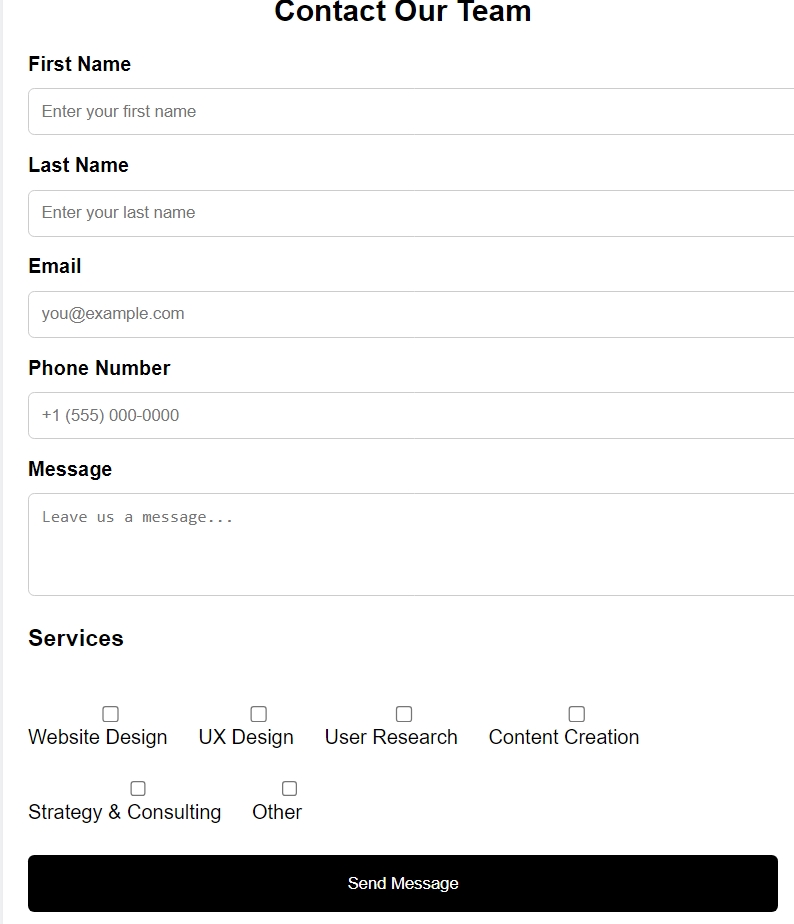 Contact Our Team
First Name
Enter your first name
Last Name
Enter your last name
Email
you@example.com
Phone Number
+1 (555) 000-0000
Message
Leave us a message...
Services
Website Design UX Design User Research Content Creation
Strategy & Consulting Other
Send Message